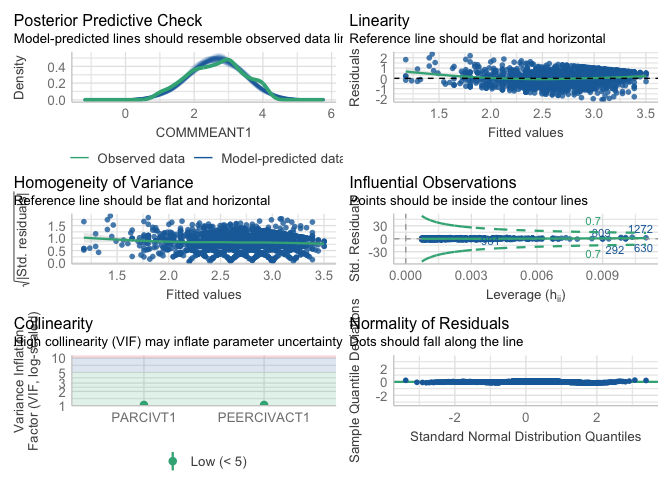 Posterior Predictive Check
Model-predicted lines should resemble observed data lin
Density
0.4
0.2
0.0
0
2
4
6
COMMMEANT1
Observed data
Model-predicted data
Linearity
Reference line should be flat and horizontal
Residuals
2
1
0
-1
-2
1.5
2.0
2.5
3.0
3.5
Fitted values
Homogeneity of Variance
Reference line should be flat and horizontal
√|Std. residuals|
1.5
1.0
0.5
0.0
1.5
2.0
2.5
3.0
3.5
Fitted values
Influential Observations
Points should be inside the contour lines
Std. Residuals
30
0
-30
0.7
0.7
1272
630
292
0.000
0.003
0.006
0.009
Leverage (hii)
Collinearity
High collinearity (VIF) may inflate parameter uncertainty
Variance Inflation
Factor (VIF, log-scaled)
10
5
3
2
1
PARCIVT1
PEERCIVACT1
Low (< 5)
Normality of Residuals
Dots should fall along the line
Sample Quantile Deviations
2
0
-2
-2
0
2
Standard Normal Distribution Quantiles